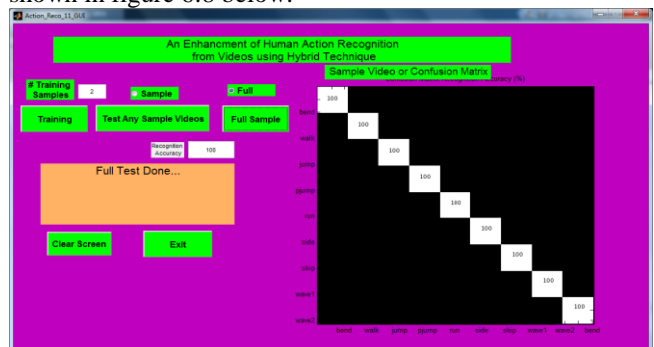 shown in figure 6.8 below.
Action_Reco_11_GUI
An Enhancment of Human Action Recognition
from Videos using Hybrid Technique
Sample Video or Confusion Matrix
racy (%)
# Training
Samples
2
Sample
Full
Training
Test Any Sample Videos
Full Sample
Recognition
Accuracy
100
Full Test Done...
Clear Screen
Exit
100
bend
100
walk
100
jump
100
pjump
100
run
100
side
100
skip
100
wave1
100
wave2
bend walk jump pjump run side skip wave1 wave2 bend